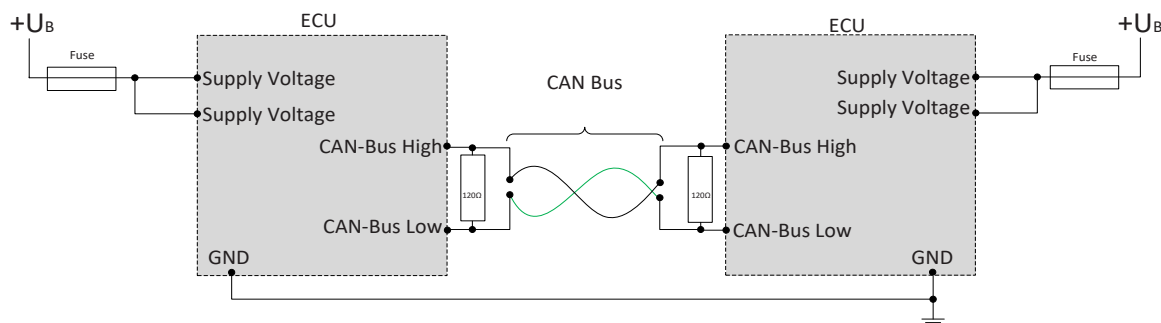 ECU
ECU
+UB
+UB
Fuse
Fuse
Supply Voltage
Supply Voltage
Supply Voltage
Supply Voltage
CAN Bus
CAN-Bus High
CAN-Bus High
120Ω
120Ω
CAN-Bus Low
CAN-Bus Low
GND
GND